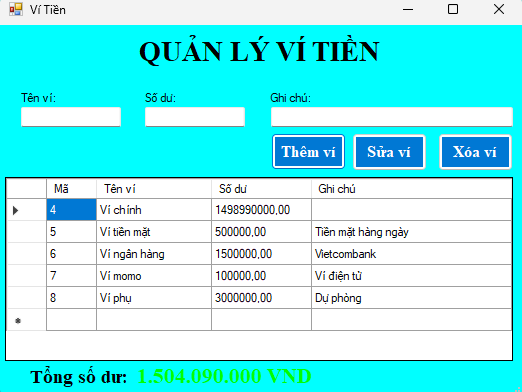 Ví Tiền
QUẢN LÝ VÍ TIỀN
Tên ví: Số dư: Ghi chú:
Thêm ví Sửa ví Xóa ví
Mã Tên ví Số dư Ghi chú
4 Ví chính 1498990000,00
5 Ví tiền mặt 500000,00 Tiền mặt hàng ngày
6 Ví ngân hàng 1500000,00 Vietcombank
7 Ví momo 100000,00 Ví điện tử
8 Ví phụ 3000000,00 Dự phòng
Tổng số dư: 1.504.090.000 VND